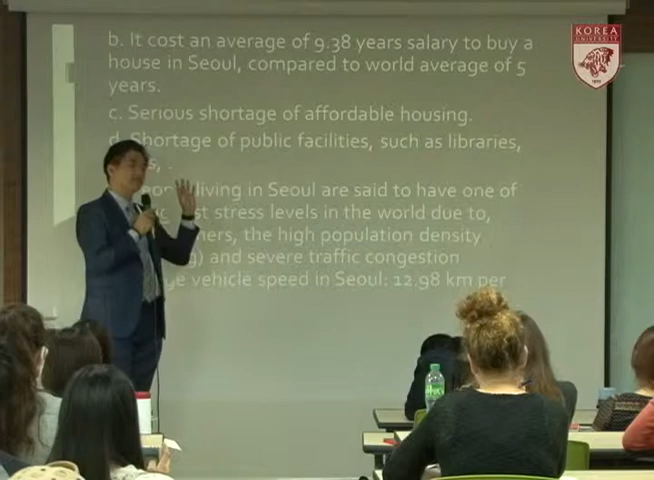 b. It cost an average of 9.38 years salary to buy a
house in Seoul, compared to world average of 5
years.
c. Serious shortage of affordable housing.
d. Shortage of public facilities, such as libraries,
living in Seoul are said to have one of
stress levels in the world due to,
the high population density
and severe traffic congestion
vehicle speed in Seoul: 12.98 km per
KOREA
UNIVERSITY